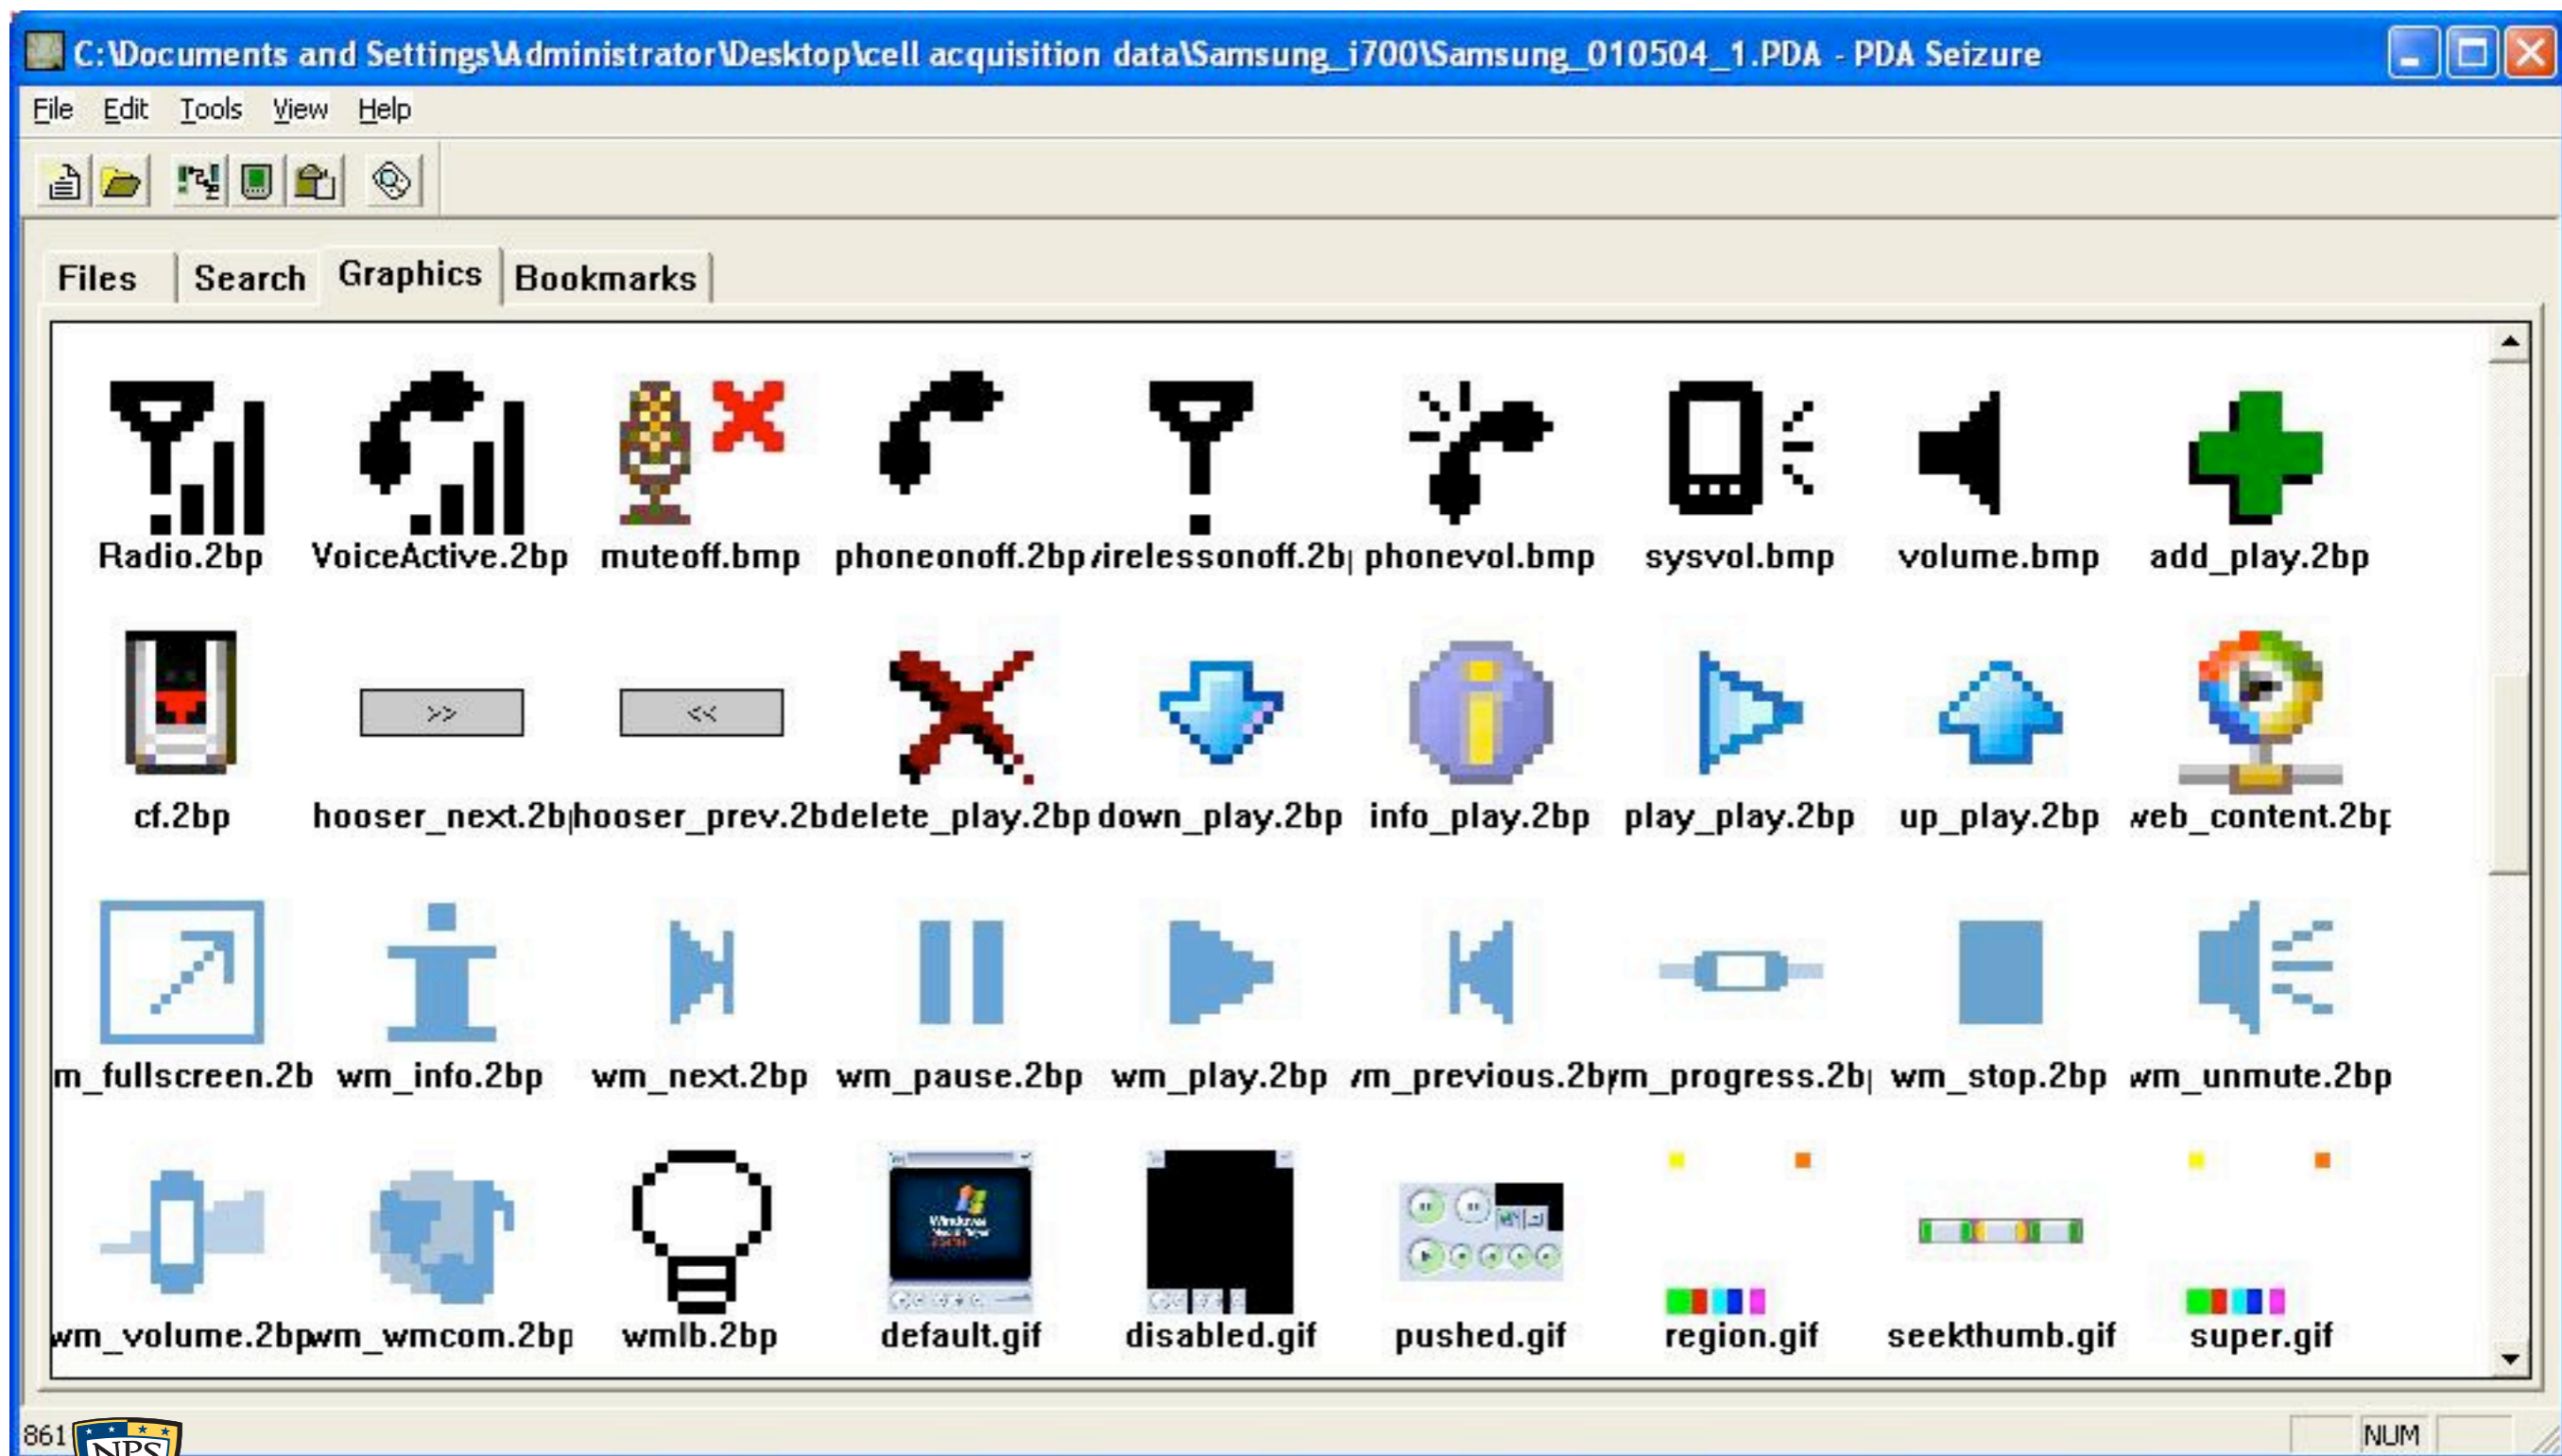 C:\Documents and Settings\Administrator\Desktop\cell acquisition data\Samsung_i700\Samsung_010504_1.PDA - PDA Seizure
File Edit Tools View Help
Files Search Graphics Bookmarks
Radio.2bp VoiceActive.2bp muteoff.bmp phoneonoff.2bp irelessonoff.2b phonevol.bmp sysvol.bmp volume.bmp add_play.2bp
cf.2bp hooser_next.2b hooser_prev.2b delete_play.2bp down_play.2bp info_play.2bp play_play.2bp up_play.2bp web_content.2bp
m_fullscreen.2b wm_info.2bp wm_next.2bp wm_pause.2bp wm_play.2bp m_previous.2b m_progress.2b wm_stop.2bp wm_unmute.2bp
Windows
wm_volume.2bp wm_wmcom.2bp wmlb.2bp default.gif disabled.gif pushed.gif region.gif seekthumb.gif super.gif
861 NPS NUM